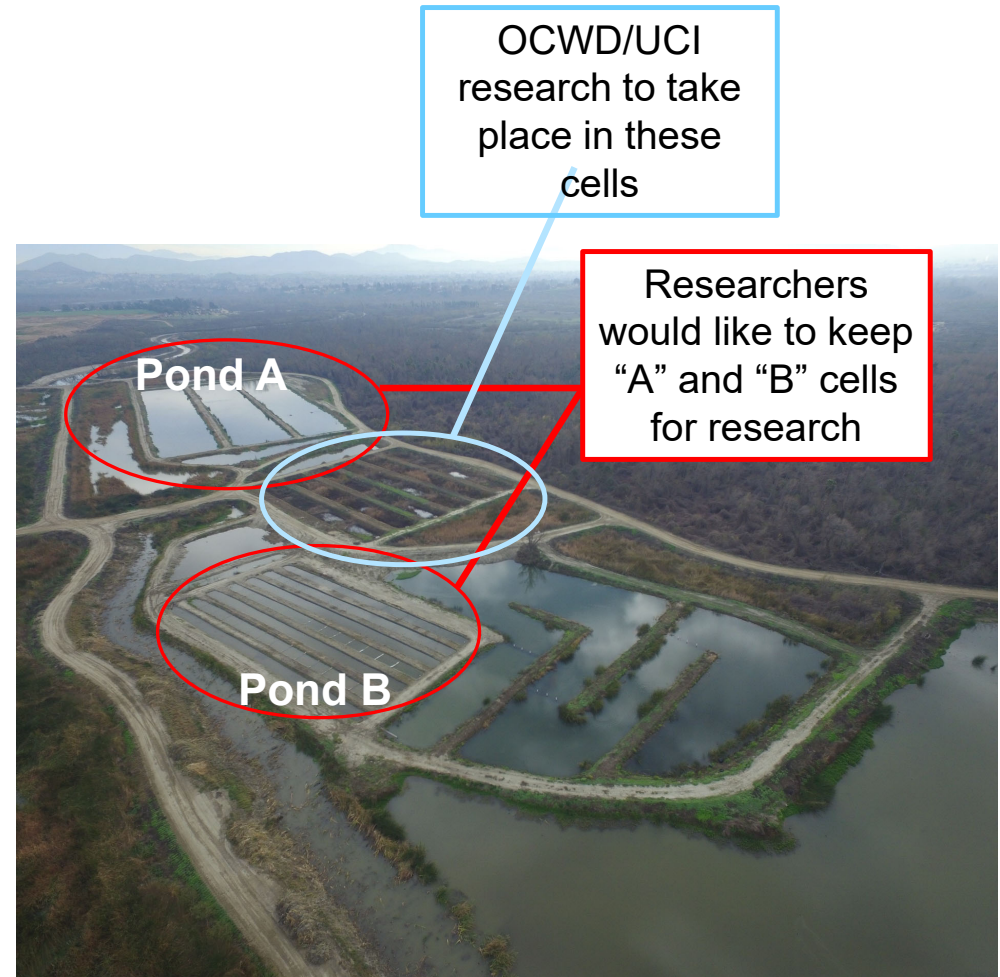 OCWD/UCI
research to take
place in these
cells
Researchers
would like to keep
“A” and “B” cells
for research
Pond A
Pond B